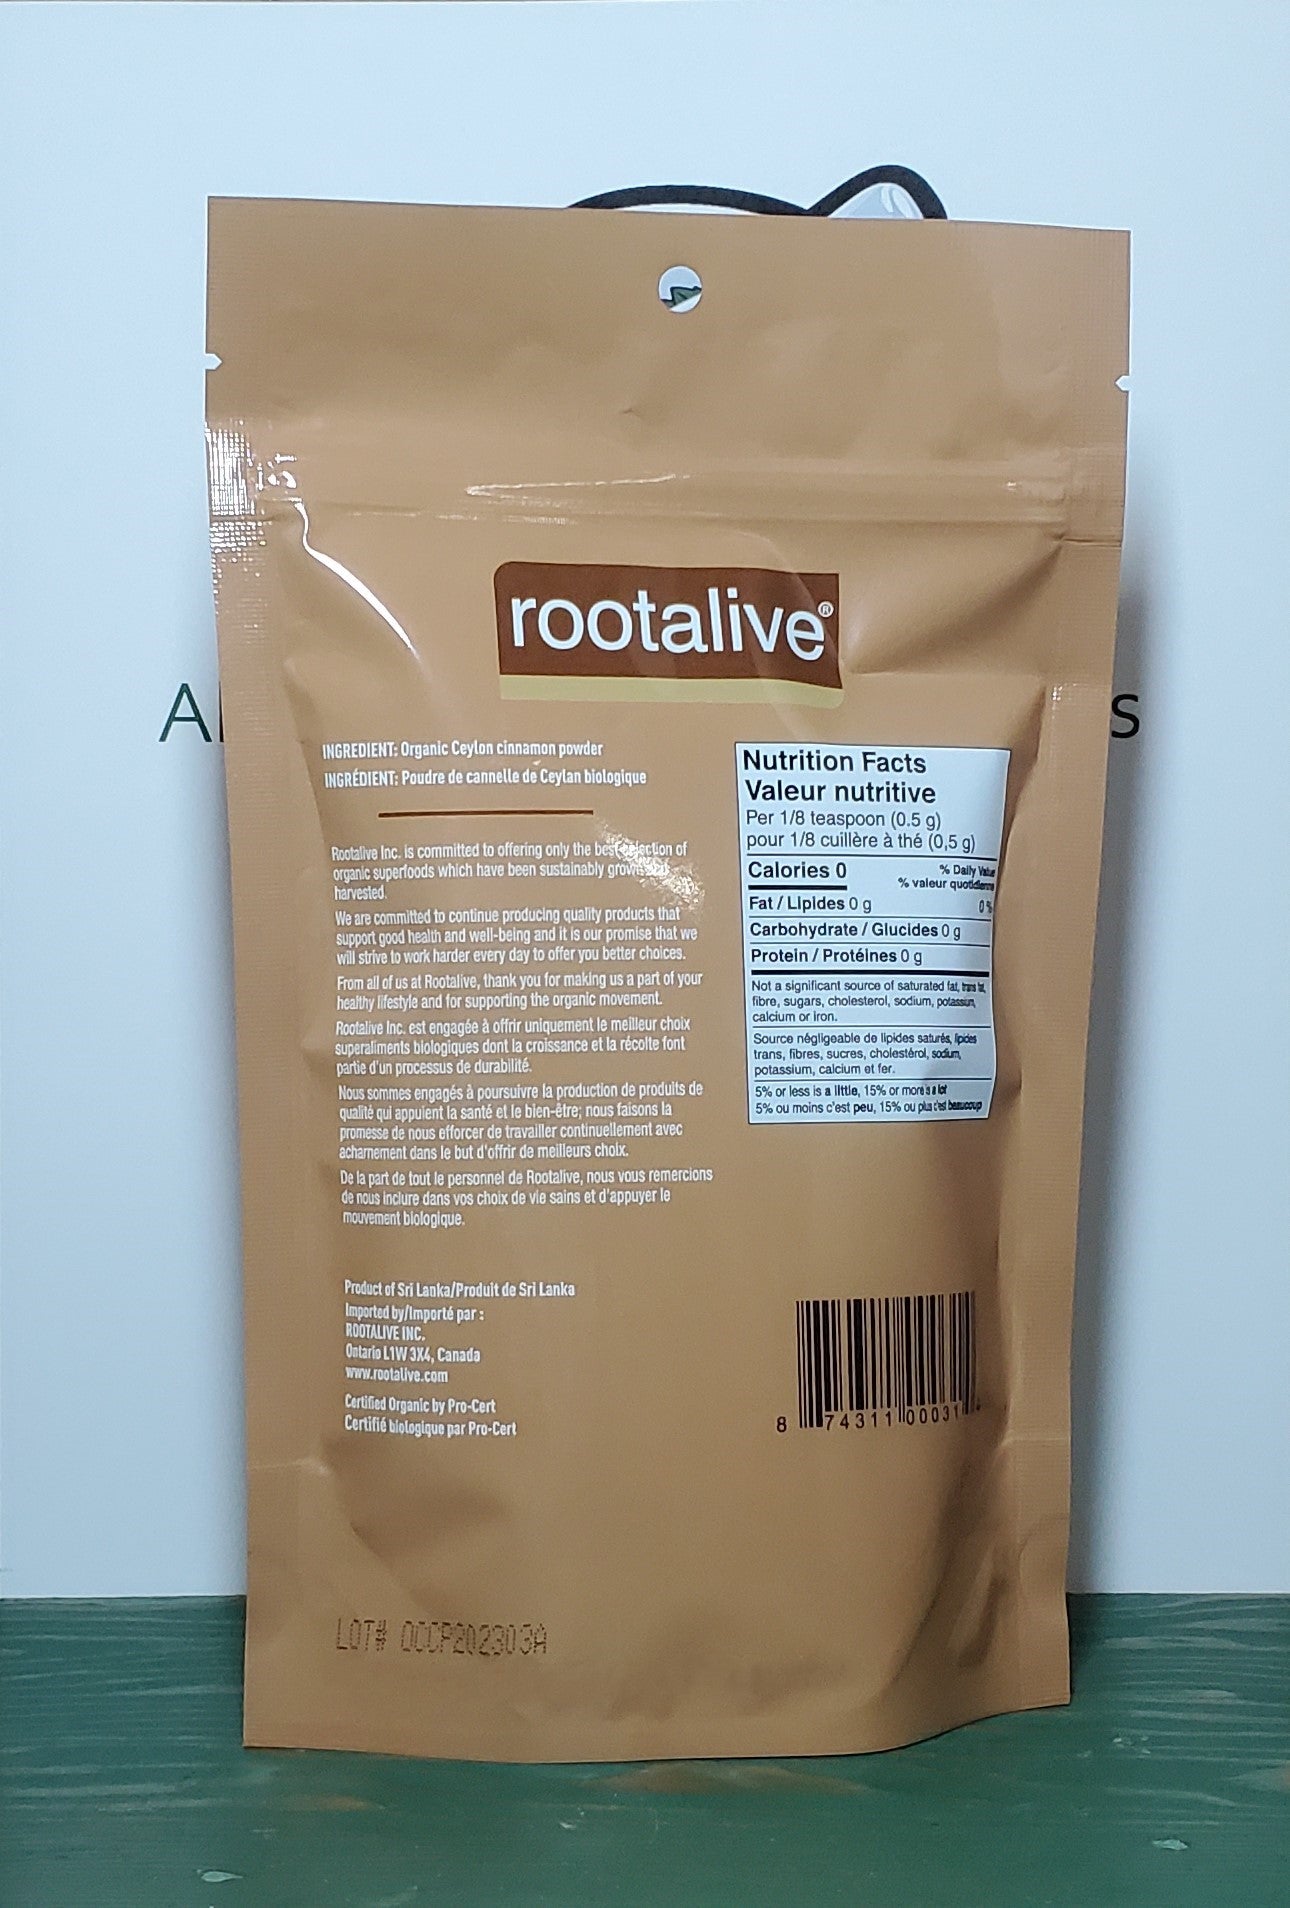 rootalive®
A
S
INGREDIENT: Organic Ceylon cinnamon powder
INGRÉDIENT: Poudre de cannelle de Ceylan biologique
Rootalive Inc. is committed to offering only the best selection of
organic superfoods which have been sustainably grown and
harvested.
We are committed to continue producing quality products that
support good health and well-being and it is our promise that we
will strive to work harder every day to offer you better choices.
From all of us at Rootalive, thank you for making us a part of your
healthy lifestyle and for supporting the organic movement.
Rootalive Inc. est engagée à offrir uniquement le meilleur choix
superaliments biologiques dont la croissance et la récolte font
partie d'un processus de durabilité.
Nous sommes engagés à poursuivre la production de produits de
qualité qui appuient la santé et le bien-être; nous faisons la
promesse de nous efforcer de travailler continuellement avec
acharnement dans le but d'offrir de meilleurs choix.
De la part de tout le personnel de Rootalive, nous vous remercions
de nous inclure dans vos choix de vie sains et d'appuyer le
mouvement biologique.
Product of Sri Lanka/Produit de Sri Lanka
Imported by/Importé par :
ROOTALIVE INC.
Ontario L1W 3X4, Canada
www.rootalive.com
Certified Organic by Pro-Cert
Certifié biologique par Pro-Cert
Nutrition Facts
Valeur nutritive
Per 1/8 teaspoon (0.5 g)
pour 1/8 cuillère à thé (0,5 g)
Calories 0
% Daily Value
% valeur quotidienne
Fat / Lipides 0 g 0 %
Carbohydrate / Glucides 0 g
Protein / Protéines 0 g
Not a significant source of saturated fat, trans fat,
fibre, sugars, cholesterol, sodium, potassium,
calcium or iron.
Source négligeable de lipides saturés, lipides
trans, fibres, sucres, cholestérol, sodium,
potassium, calcium et fer.
5% or less is a little, 15% or more is a lot
5% ou moins c'est peu, 15% ou plus c'est beaucoup
8 74311 00031
LOT# OCCP202303A